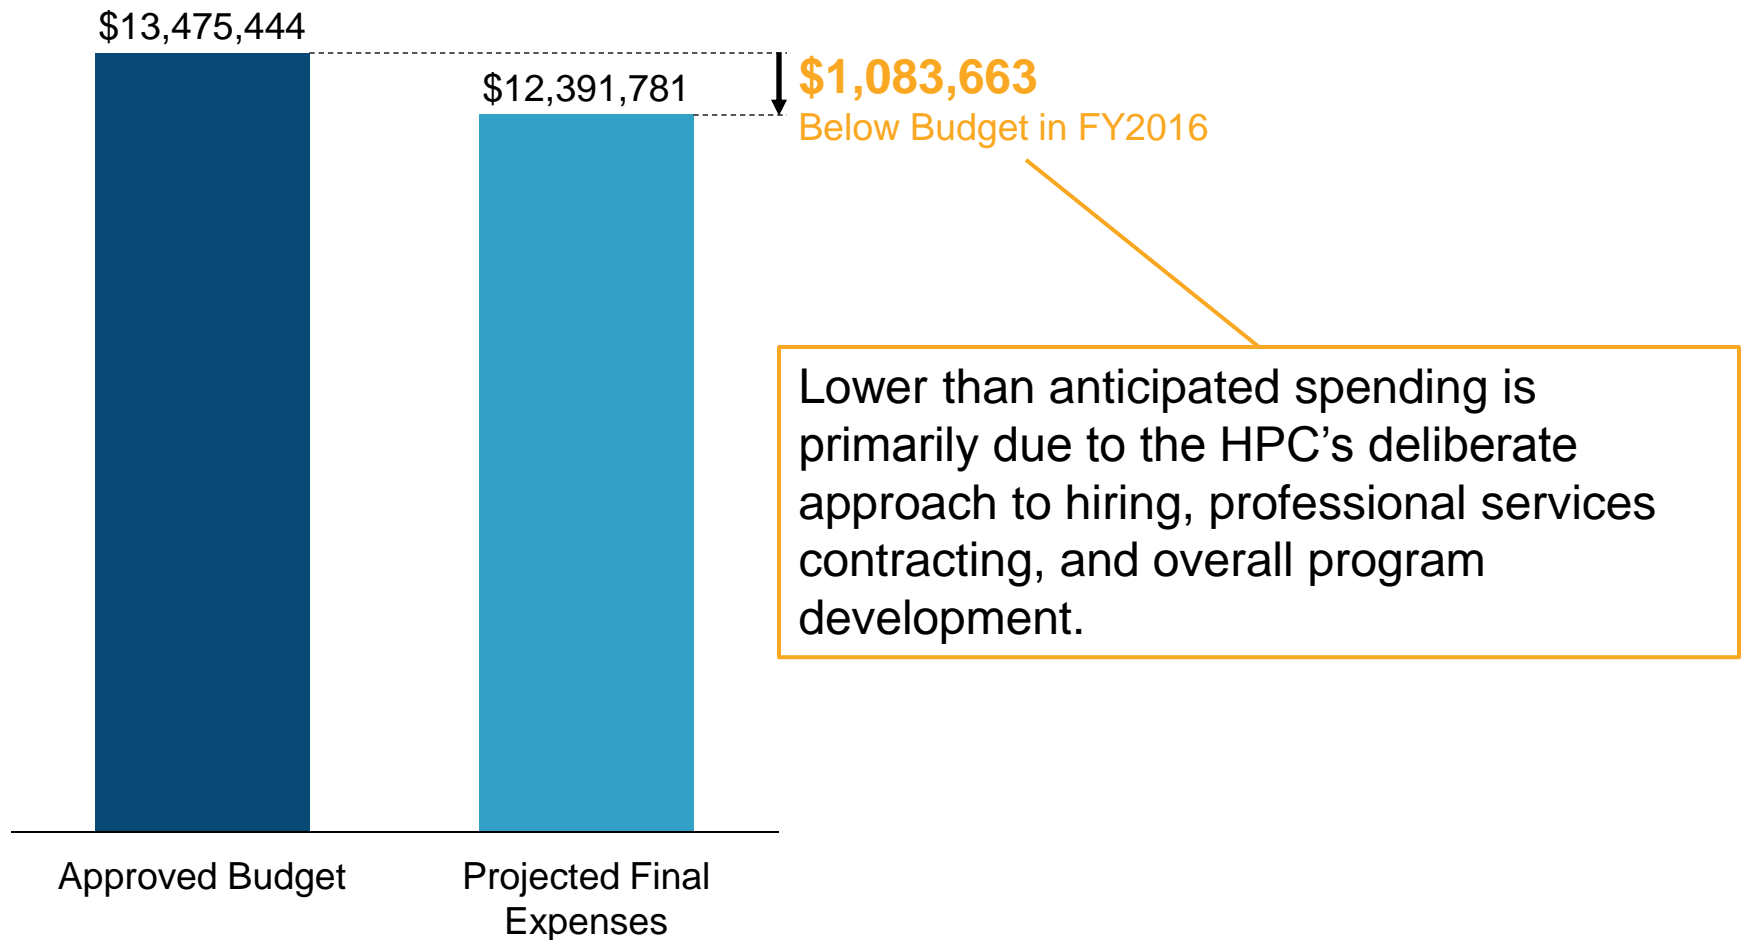 $13,475,444
$12,391,781
$1,083,663
Below Budget in FY2016
Lower than anticipated spending is
primarily due to the HPC’s deliberate
approach to hiring, professional services
contracting, and overall program
development.
Approved Budget
Projected Final
Expenses